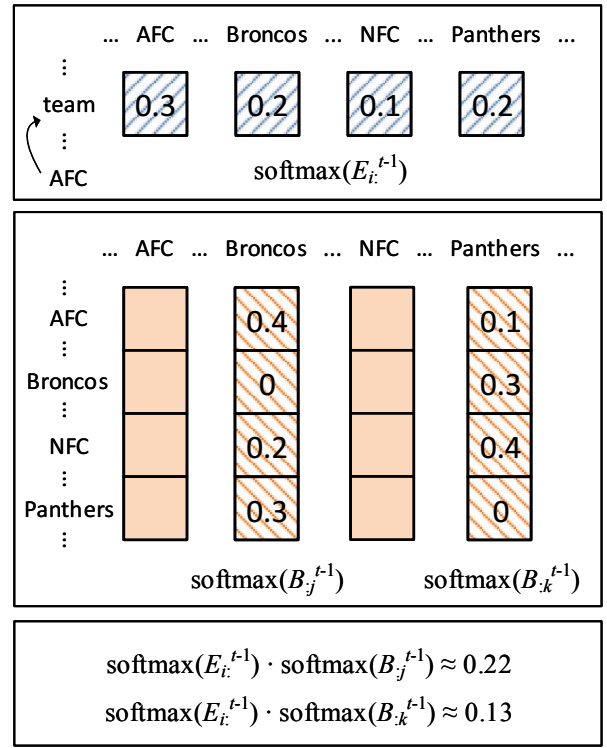 ... AFC ... Broncos ... NFC ... Panthers ...
⋮
team 0.3 0.2 0.1 0.2
⋮
AFC softmax(E_{i:}^{t-1})
... AFC ... Broncos ... NFC ... Panthers ...
⋮
AFC 0.4 0.1
⋮
Broncos 0 0.3
⋮
NFC 0.2 0.4
⋮
Panthers 0.3 0
⋮
softmax(B_{:j}^{t-1}) softmax(B_{:k}^{t-1})
softmax(E_{i:}^{t-1}) · softmax(B_{:j}^{t-1}) ≈ 0.22
softmax(E_{i:}^{t-1}) · softmax(B_{:k}^{t-1}) ≈ 0.13